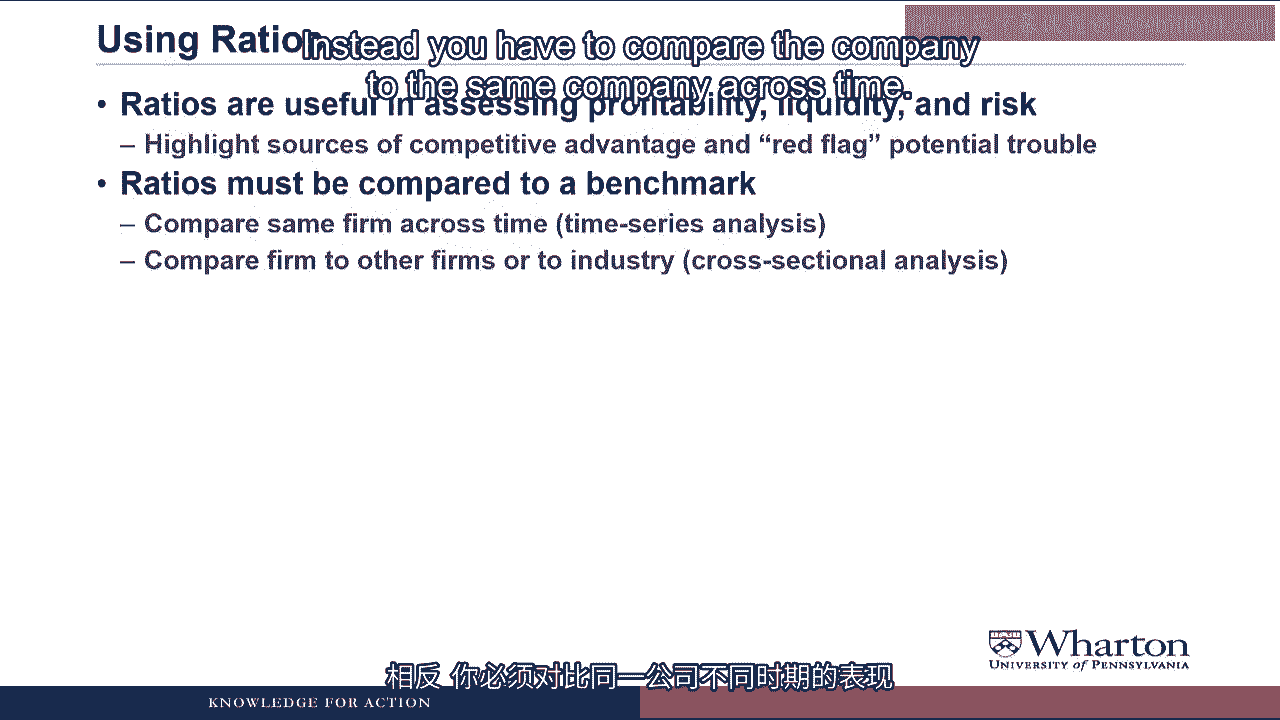 Using Ratios
Instead you have to compare the company
to the same company across time.
• Ratios are useful in assessing profitability, liquidity, and risk
– Highlight sources of competitive advantage and “red flag” potential trouble
• Ratios must be compared to a benchmark
– Compare same firm across time (time-series analysis)
– Compare firm to other firms or to industry (cross-sectional analysis)
Wharton
UNIVERSITY of PENNSYLVANIA
相反 你必须对比同一公司不同时期的表现
KNOWLEDGE FOR ACTION